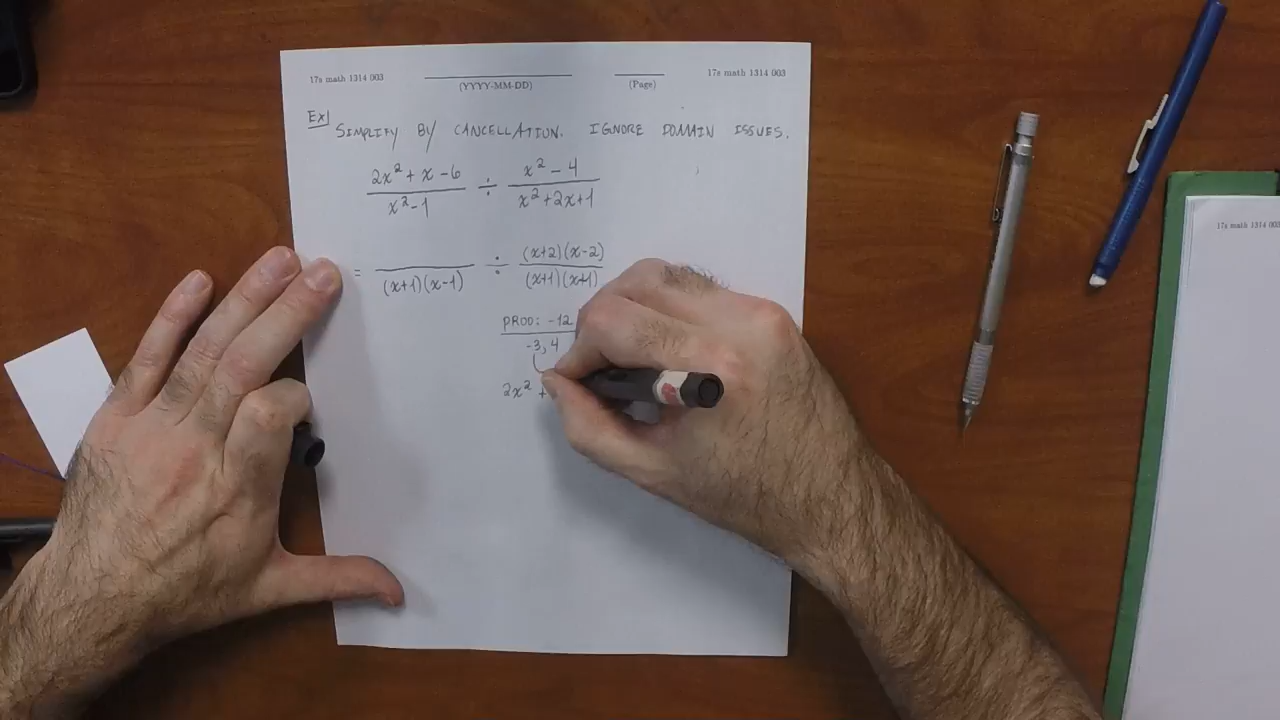 17s math 1314 003 (YYYY-MM-DD) (Page) 17s math 1314 003
EX| SIMPLIFY BY CANCELLATION. IGNORE DOMAIN ISSUES.
2x² + x - 6 / x² - 1 ÷ x² - 4 / x² + 2x + 1
= / (x+1)(x-1) ÷ (x+2)(x-2) / (x+1)(x+1)
PROD: -12
-3, 4
2x² +
17s math 1314 003